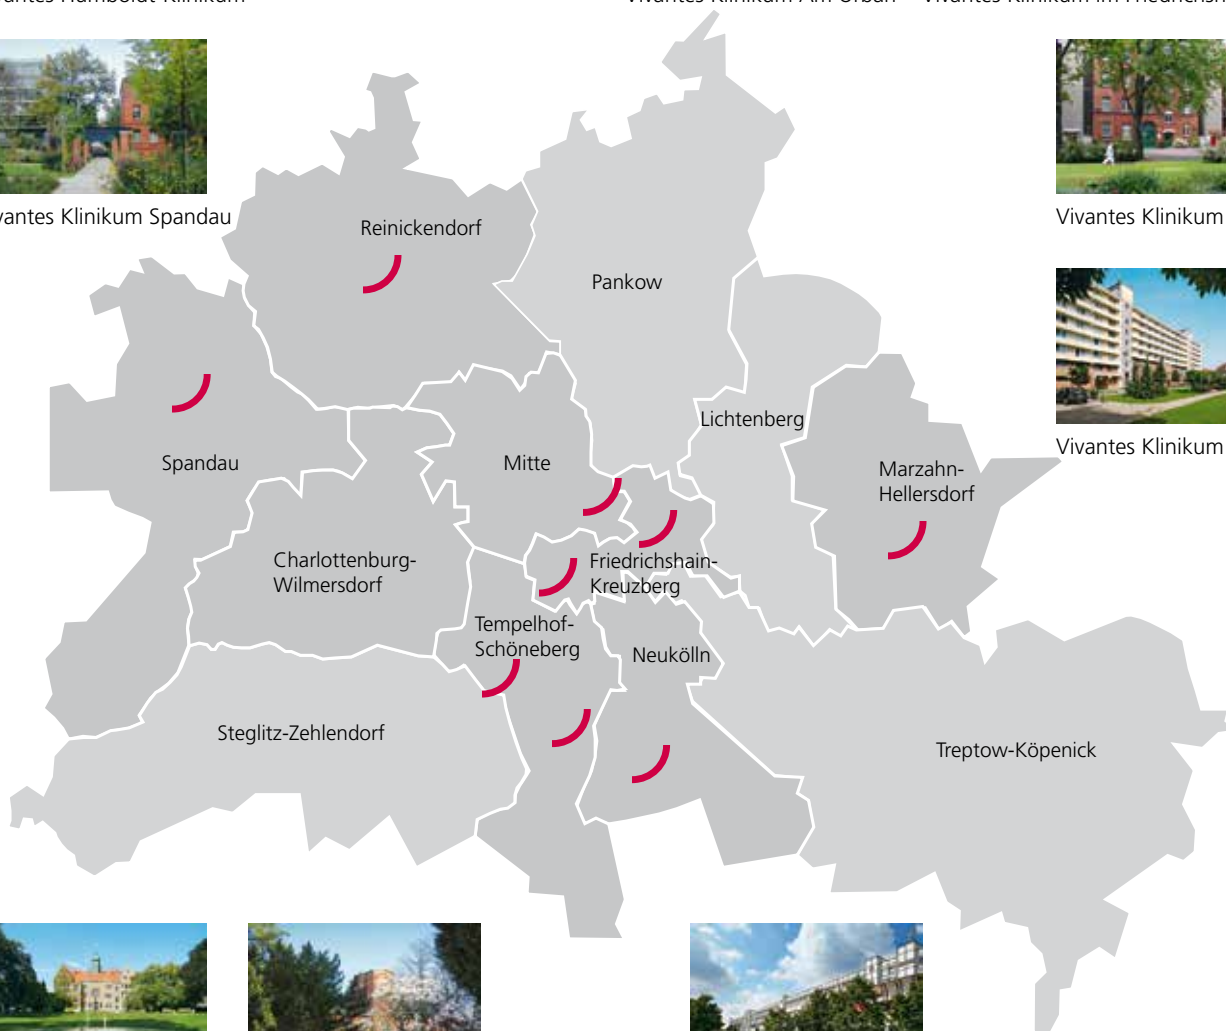 Vivantes Klinikum Spandau
Reinickendorf
Vivantes Klinikum
Pankow
Lichtenberg
Vivantes Klinikum
Spandau
Mitte
Marzahn-
Hellersdorf
Charlottenburg-
Wilmersdorf
Friedrichshain-
Kreuzberg
Tempelhof-
Schöneberg
Neukölln
Steglitz-Zehlendorf
Treptow-Köpenick